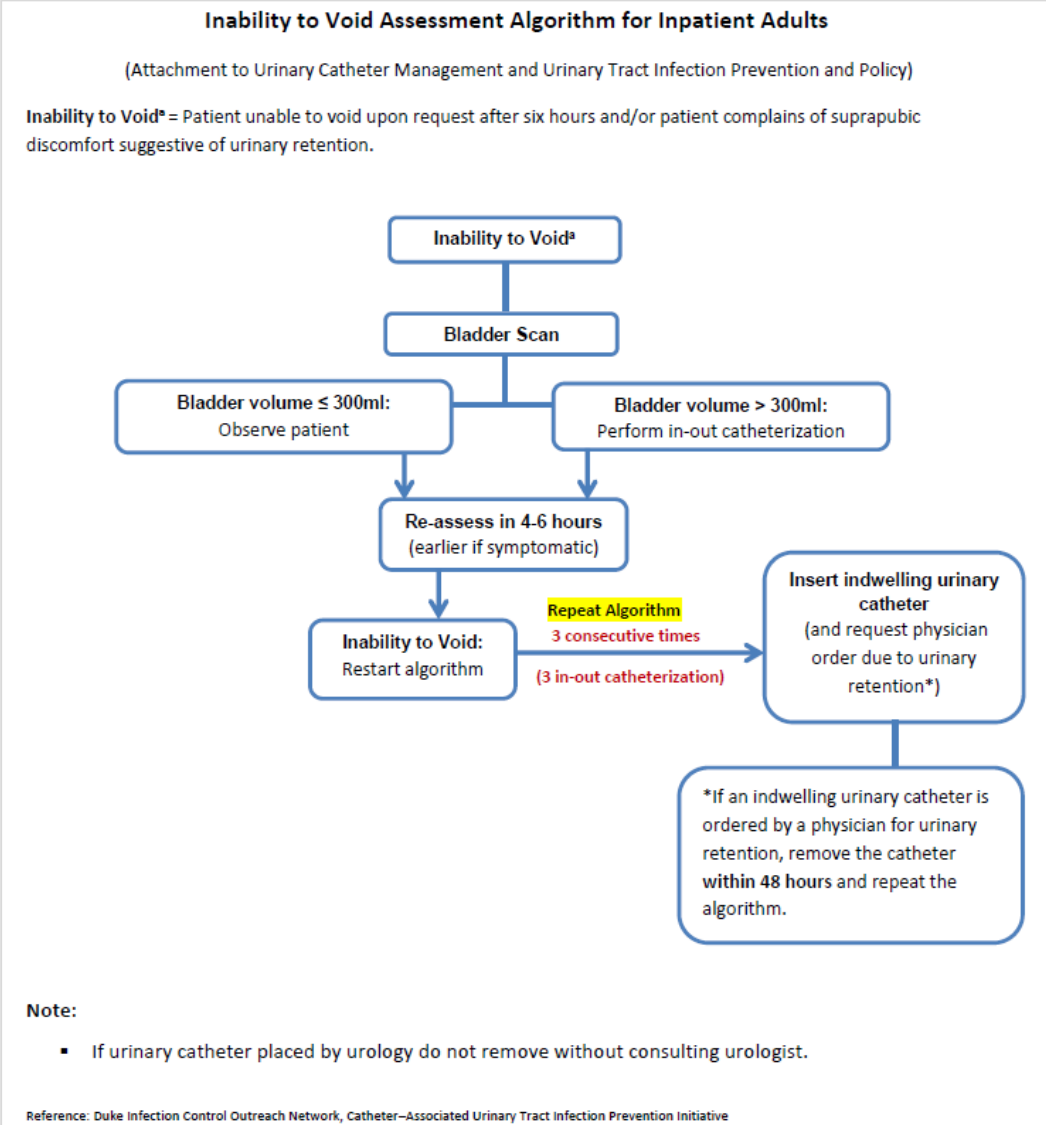 Inability to Void Assessment Algorithm for Inpatient Adults
(Attachment to Urinary Catheter Management and Urinary Tract Infection Prevention and Policy)
Inability to Voidª = Patient unable to void upon request after six hours and/or patient complains of suprapubic
discomfort suggestive of urinary retention.
Inability to Voidª
Bladder Scan
Bladder volume ≤ 300ml:
Observe patient
Bladder volume > 300ml:
Perform in-out catheterization
Re-assess in 4-6 hours
(earlier if symptomatic)
Inability to Void:
Restart algorithm
Repeat Algorithm
3 consecutive times
(3 in-out catheterization)
Insert indwelling urinary
catheter
(and request physician
order due to urinary
retention*)
*If an indwelling urinary catheter is
ordered by a physician for urinary
retention, remove the catheter
within 48 hours and repeat the
algorithm.
Note:
▪ If urinary catheter placed by urology do not remove without consulting urologist.
Reference: Duke Infection Control Outreach Network, Catheter–Associated Urinary Tract Infection Prevention Initiative